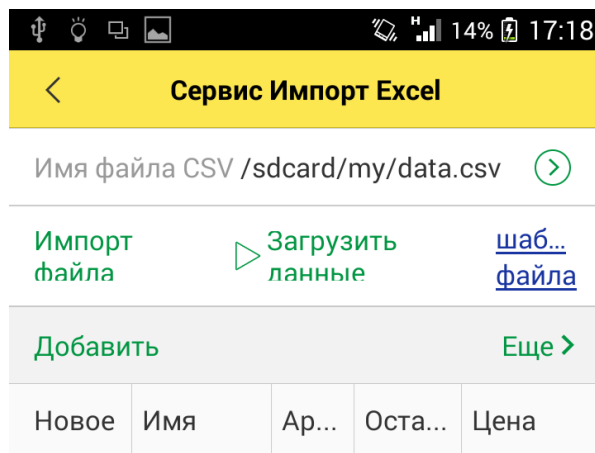 H 14% 17:18
Сервис Импорт Excel
Имя файла CSV /sdcard/my/data.csv
Импорт файла
Загрузить данные
шаб... файла
Добавить Еще
Новое Имя Ар... Оста... Цена